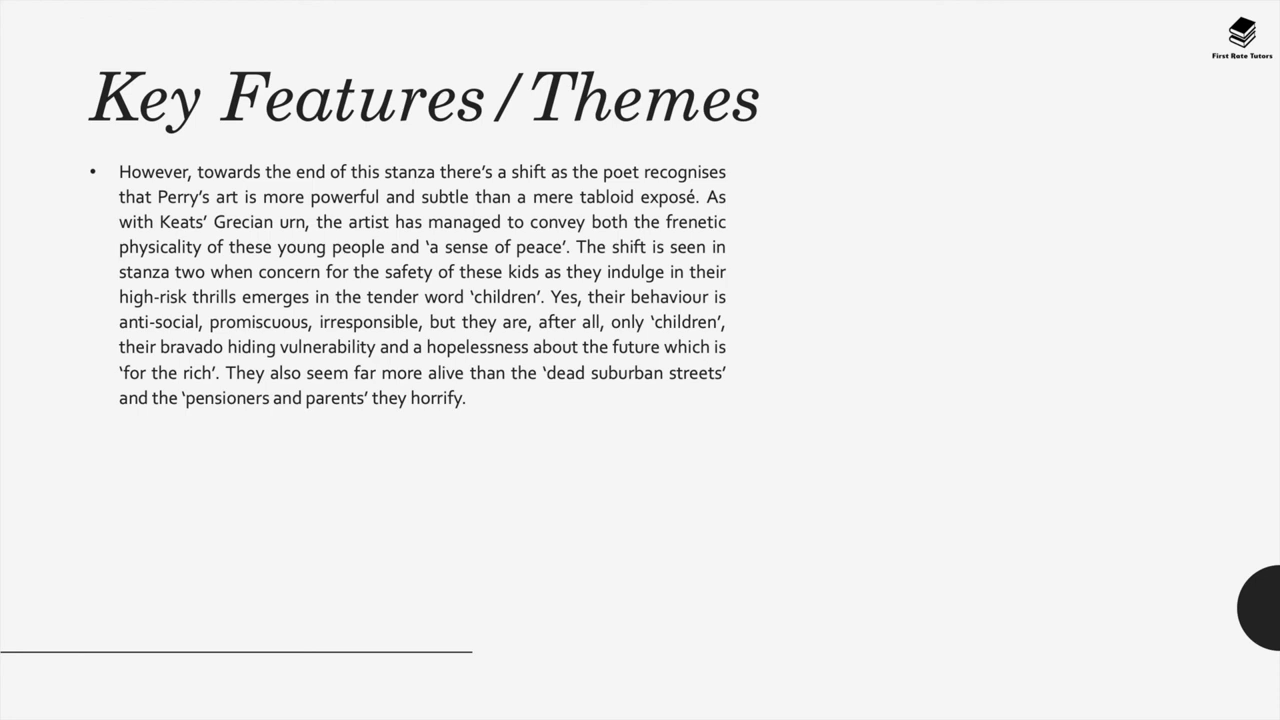 First Rate Tutors
Key Features/Themes
• However, towards the end of this stanza there’s a shift as the poet recognises
that Perry’s art is more powerful and subtle than a mere tabloid exposé. As
with Keats’ Grecian urn, the artist has managed to convey both the frenetic
physicality of these young people and ‘a sense of peace’. The shift is seen in
stanza two when concern for the safety of these kids as they indulge in their
high-risk thrills emerges in the tender word ‘children’. Yes, their behaviour is
anti-social, promiscuous, irresponsible, but they are, after all, only ‘children’,
their bravado hiding vulnerability and a hopelessness about the future which is
‘for the rich’. They also seem far more alive than the ‘dead suburban streets’
and the ‘pensioners and parents’ they horrify.